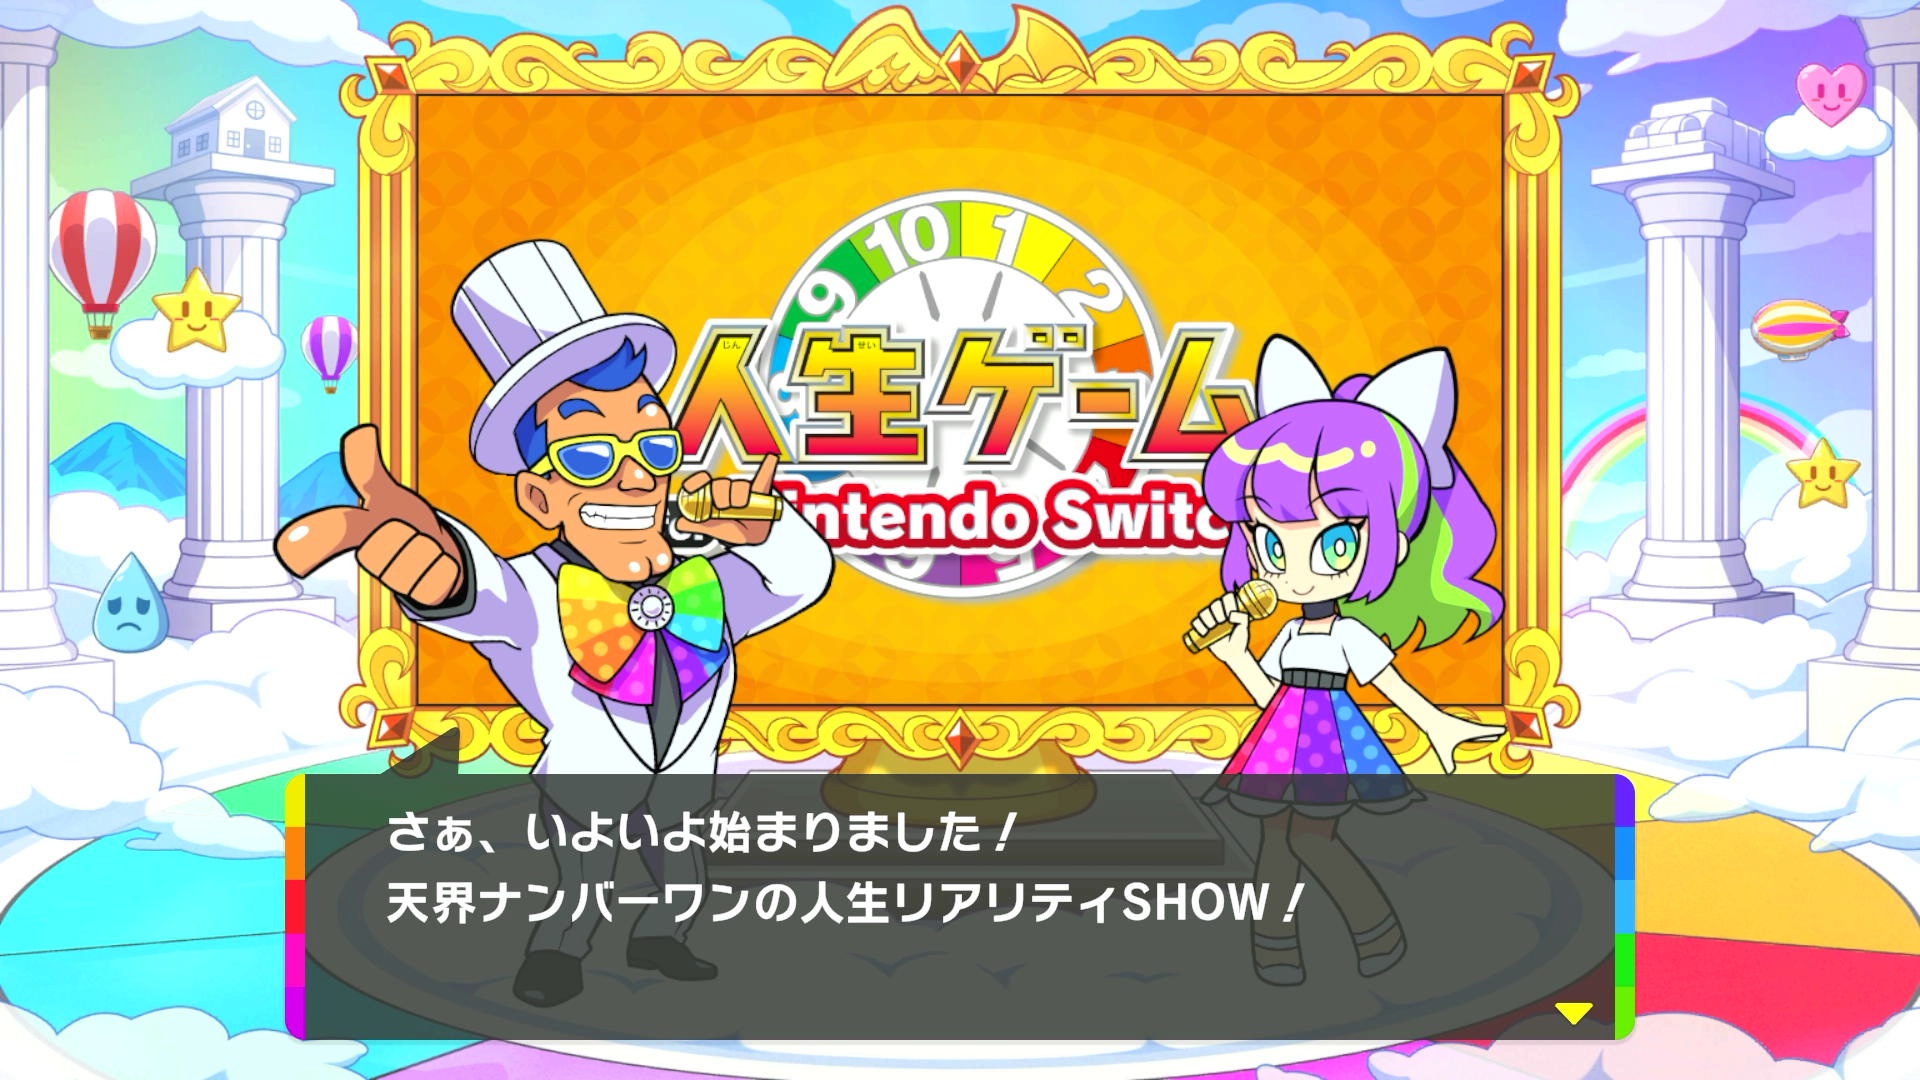 10 1
9 2
じん せい
人生ゲーム
ntendo Switc
さぁ、いよいよ始まりました！
天界ナンバーワンの人生リアリティSHOW！